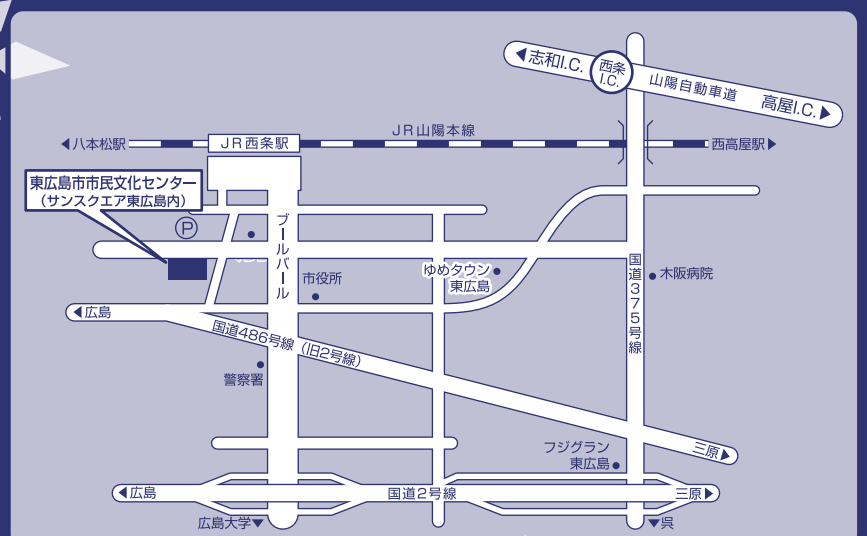 志和I.C.
西条
I.C.
山陽自動車道
高屋I.C.
JR山陽本線
八本松駅
JR西条駅
西高屋駅
東広島市市民文化センター
(サンスクエア東広島内)
P
ブールバール
市役所
ゆめタウン
東広島
国道375号線
木阪病院
広島
国道486号線(旧2号線)
警察署
三原
フジグラン
東広島
広島
国道2号線
三原
広島大学
呉